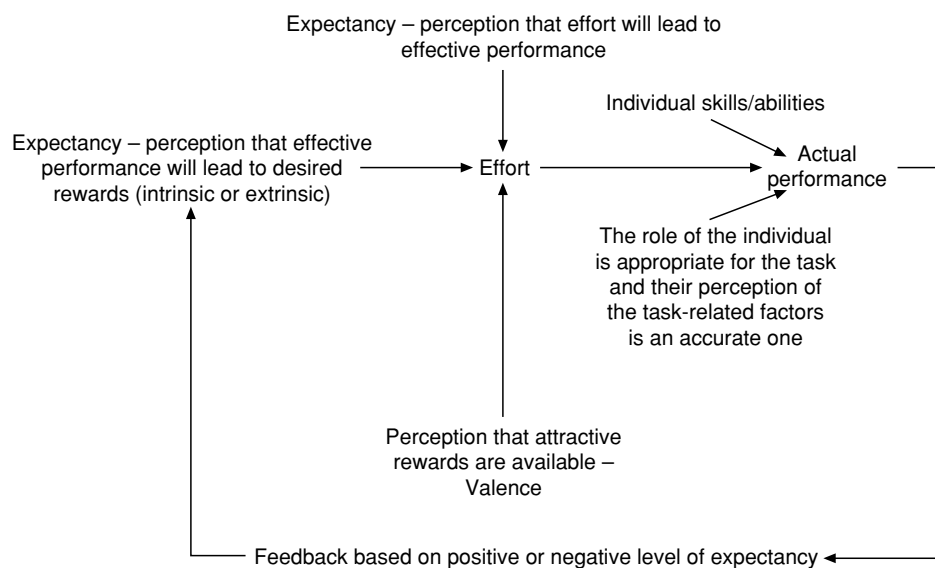 Expectancy – perception that effort will lead to
effective performance
Individual skills/abilities
Expectancy – perception that effective
performance will lead to desired
rewards (intrinsic or extrinsic)
Effort
Actual
performance
The role of the individual
is appropriate for the task
and their perception of
the task-related factors
is an accurate one
Perception that attractive
rewards are available –
Valence
Feedback based on positive or negative level of expectancy